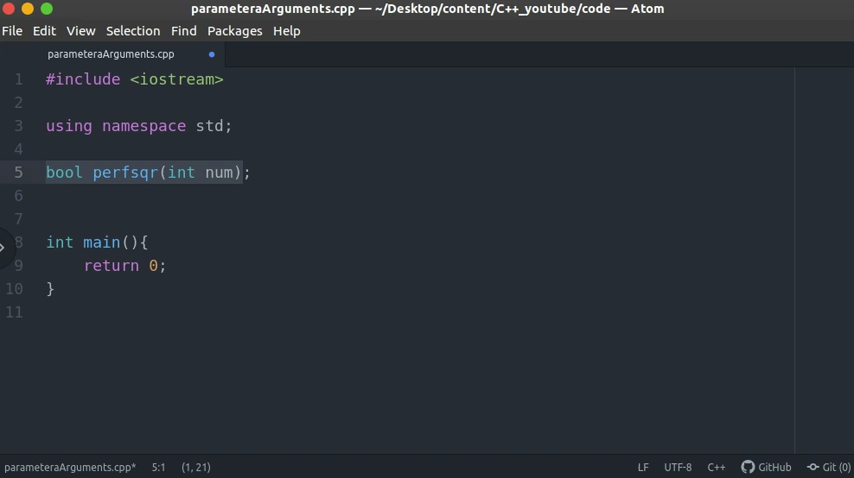 parameteraArguments.cpp — ~/Desktop/content/C++_youtube/code — Atom
File Edit View Selection Find Packages Help
parameteraArguments.cpp
1 #include <iostream>
2
3 using namespace std;
4
5 bool perfsqr(int num);
6
7
8 int main(){
9     return 0;
10 }
11
parameteraArguments.cpp* 5:1 (1, 21) LF UTF-8 C++ GitHub Git (0)